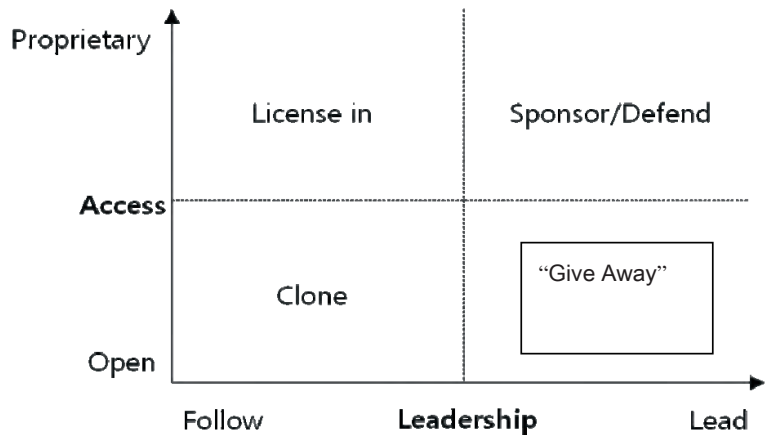 Proprietary
License in
Sponsor/Defend
Access
“Give Away”
Clone
Open
Follow
Leadership
Lead